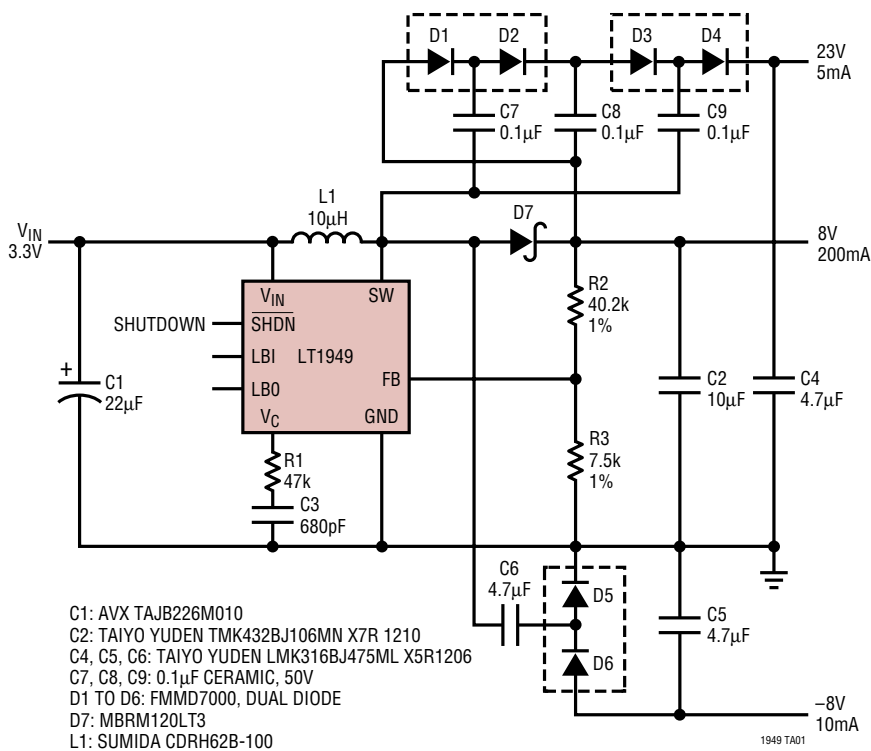 D1
D2
D3
D4
23V
5mA
C7
0.1µF
C8
0.1µF
C9
0.1µF
L1
10µH
D7
VIN
3.3V
8V
200mA
VIN
SW
R2
40.2k
1%
SHUTDOWN
SHDN
LBI
LT1949
LBO
FB
+
C1
22µF
C2
10µF
C4
4.7µF
VC
GND
R1
47k
R3
7.5k
1%
C3
680pF
C6
4.7µF
D5
D6
C5
4.7µF
C1: AVX TAJB226M010
C2: TAIYO YUDEN TMK432BJ106MN X7R 1210
C4, C5, C6: TAIYO YUDEN LMK316BJ475ML X5R1206
C7, C8, C9: 0.1µF CERAMIC, 50V
D1 TO D6: FMMD7000, DUAL DIODE
D7: MBRM120LT3
L1: SUMIDA CDRH62B-100
–8V
10mA
1949 TA01